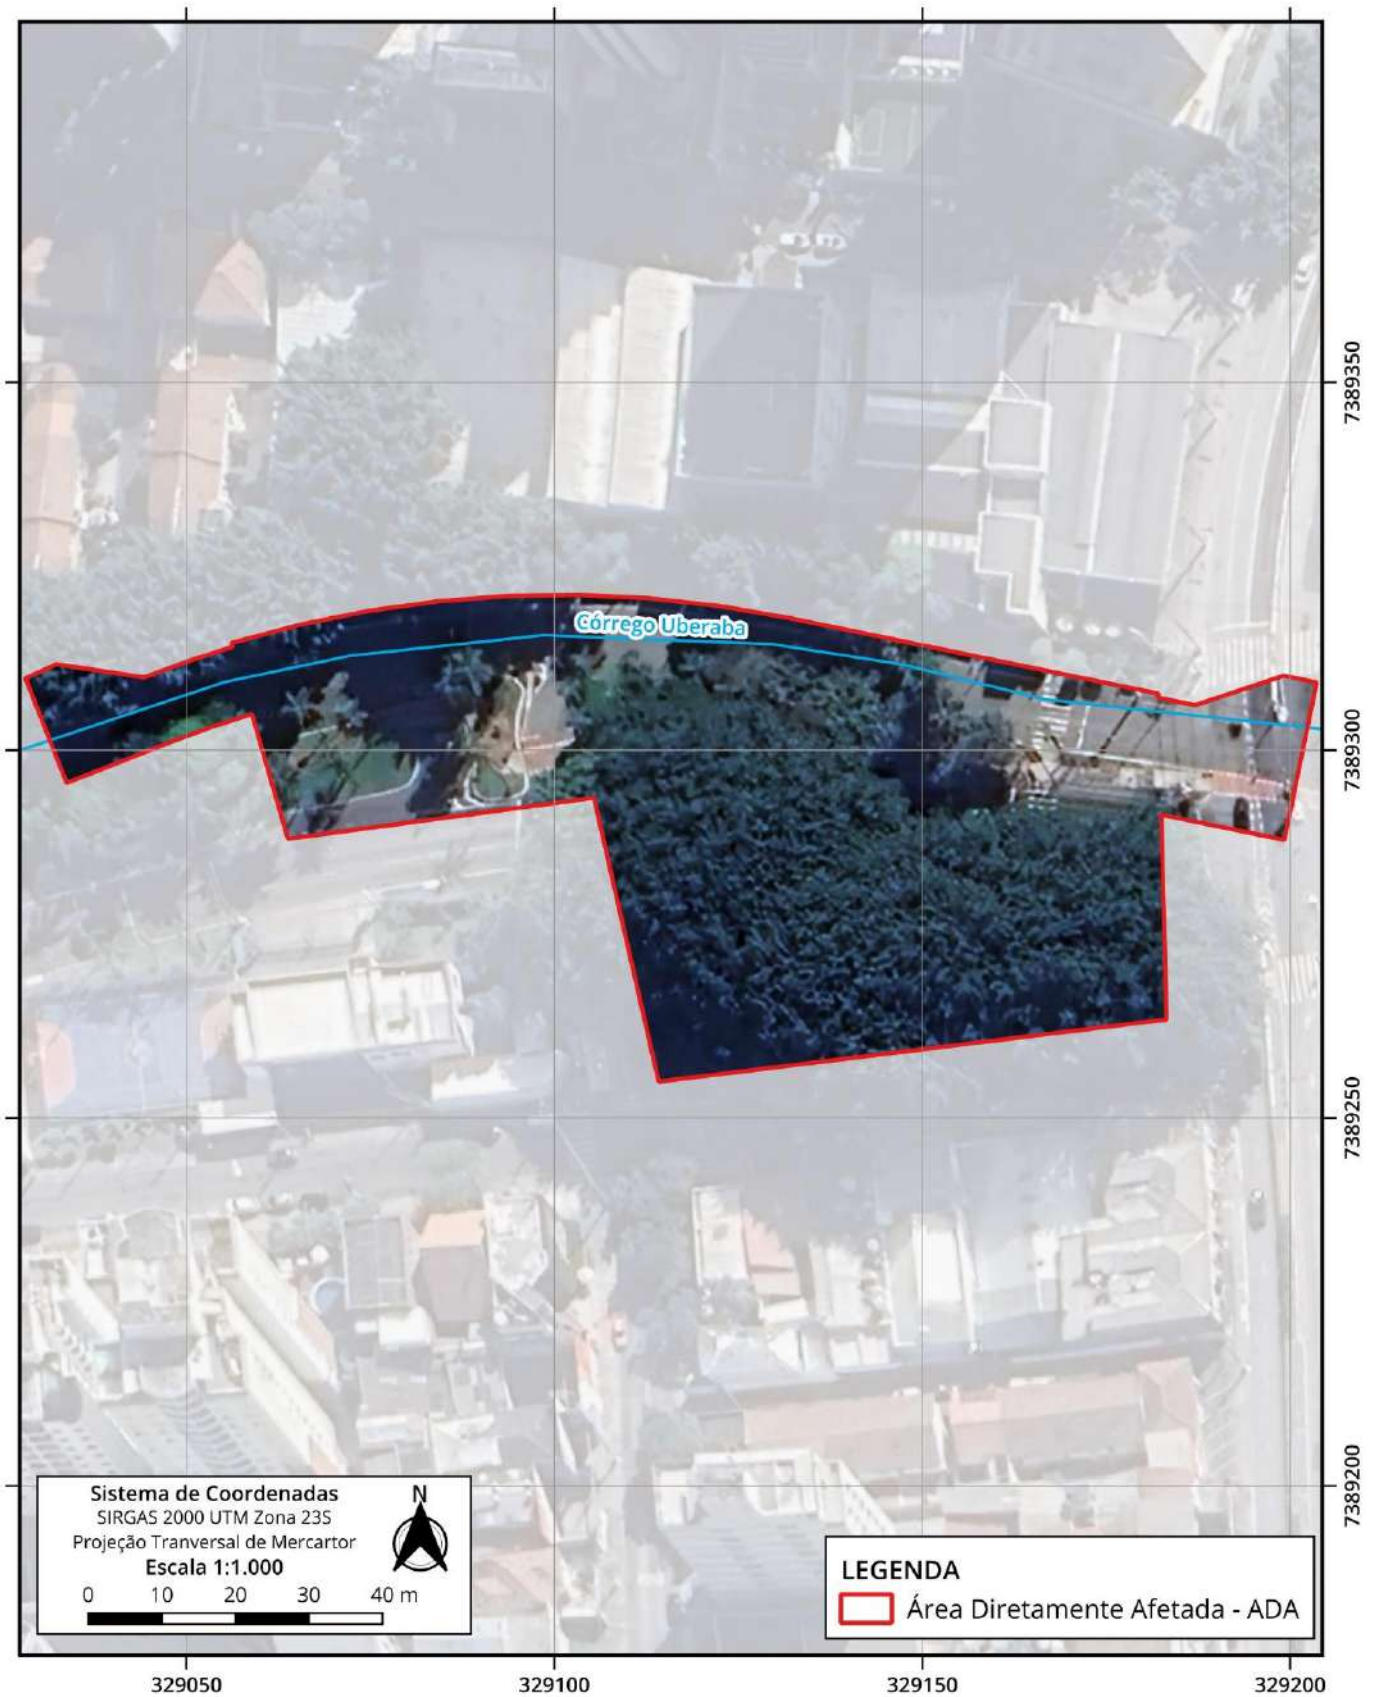 Córrego Uberaba
7389350
7389300
7389250
7389200
Sistema de Coordenadas
SIRGAS 2000 UTM Zona 23S
Projeção Tranversal de Mercartor
Escala 1:1.000
N
0 10 20 30 40 m
LEGENDA
Área Diretamente Afetada - ADA
329050 329100 329150 329200